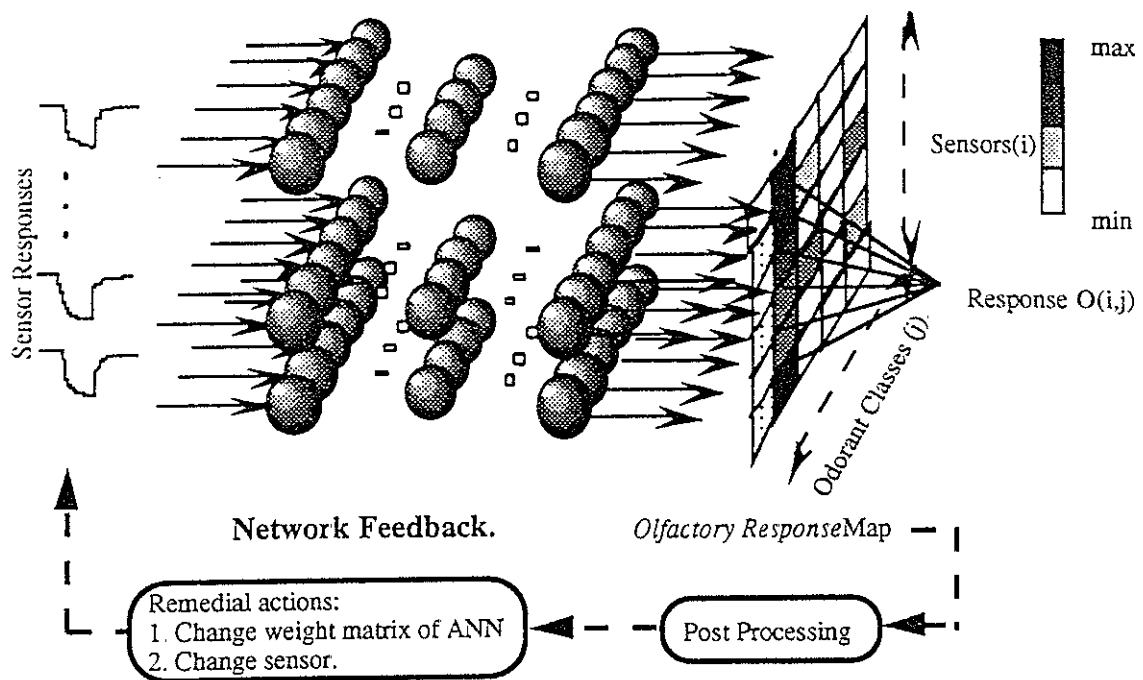 max
Sensors(i)
min
Sensor Responses
Response O(i,j)
Odorant Classes (j).
Network Feedback.
Olfactory ResponseMap
Remedial actions:
1. Change weight matrix of ANN
2. Change sensor.
Post Processing